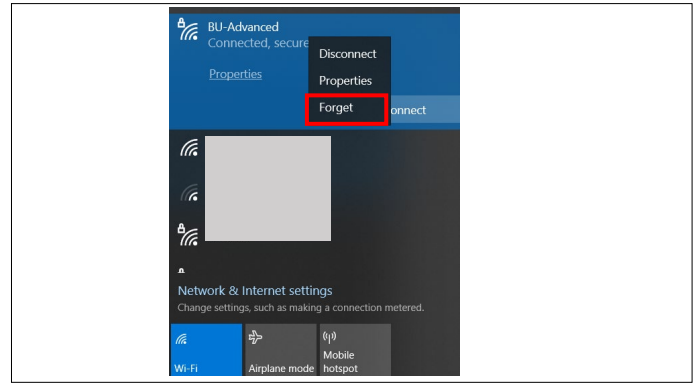 BU-Advanced
Connected, secure
Properties
Disconnect
Properties
Forget
onnect
Network & Internet settings
Change settings, such as making a connection metered.
Wi-Fi
Airplane mode
Mobile
hotspot